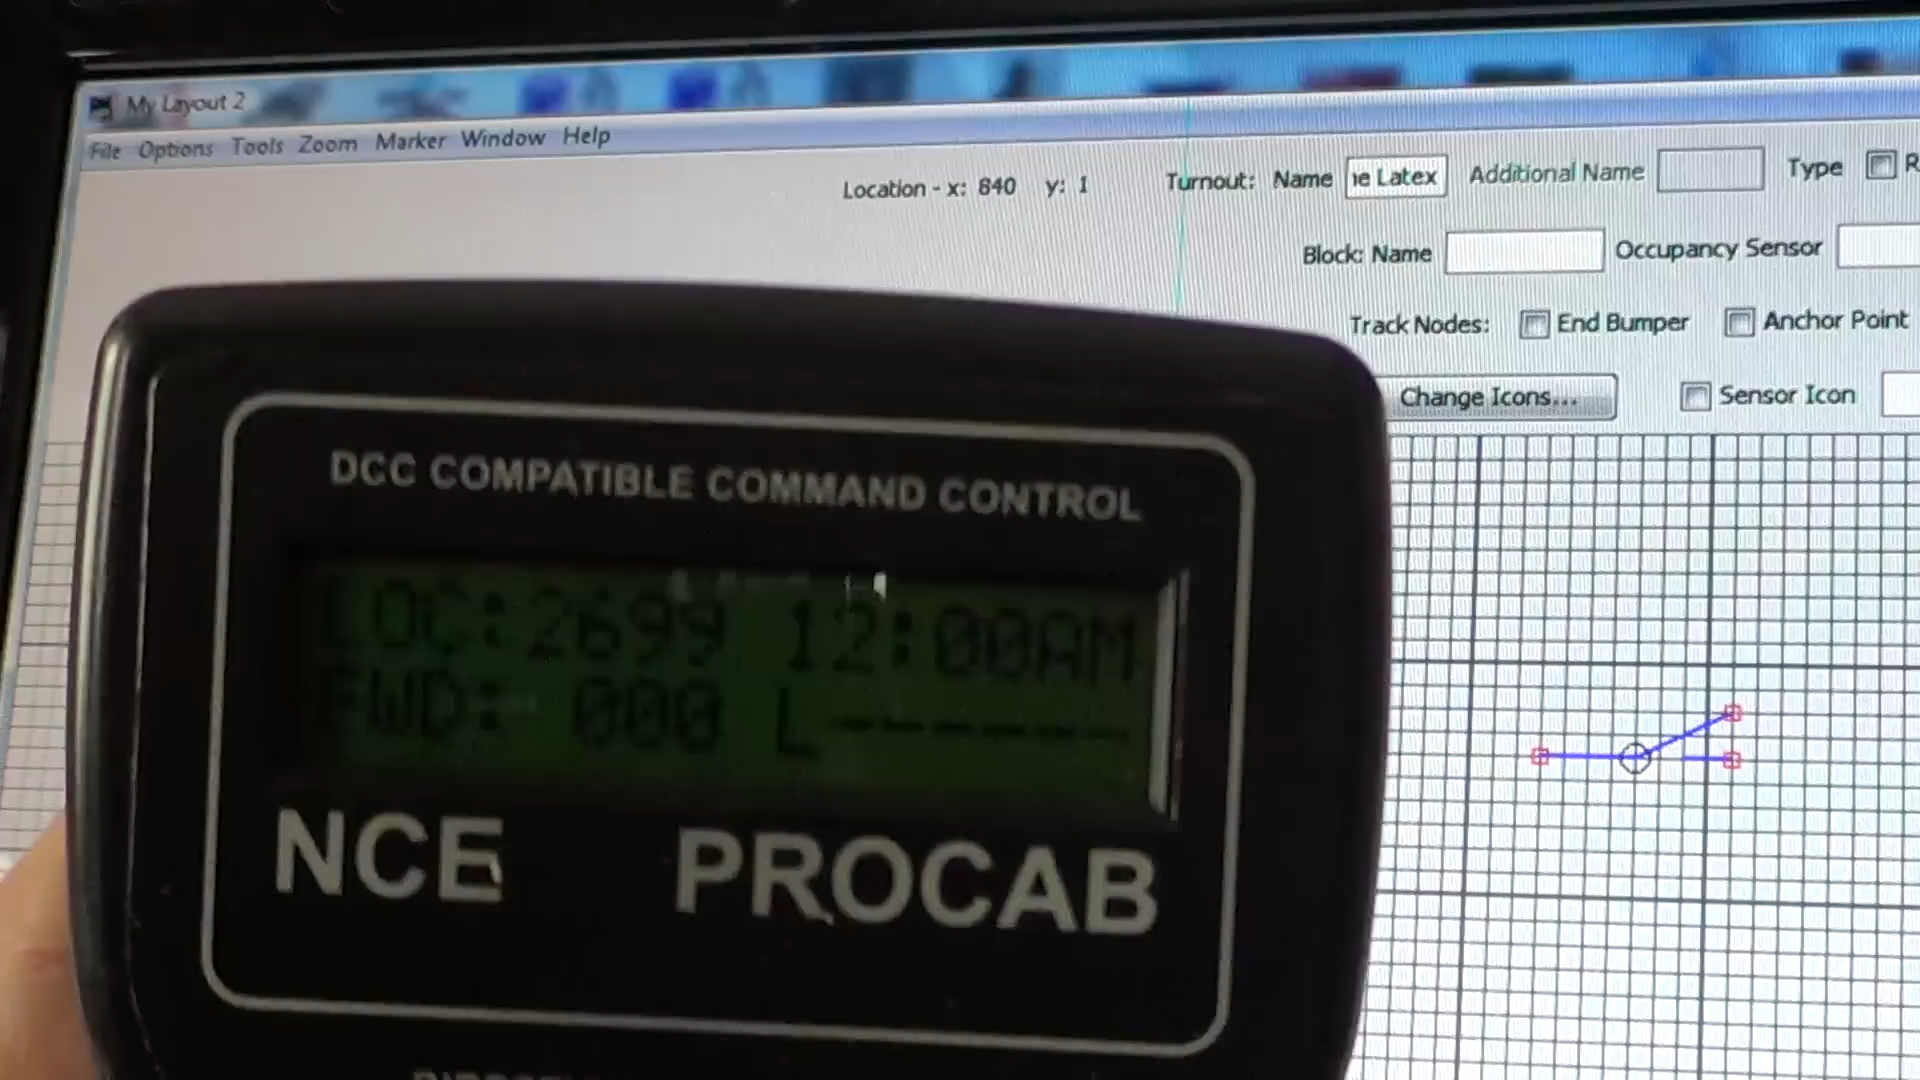 My Layout 2
File Options Tools Zoom Marker Window Help
Location - x: 840 y: 1
Turnout: Name ie Latex Additional Name Type R
Block: Name Occupancy Sensor
Track Nodes: End Bumper Anchor Point
Change Icons... Sensor Icon
DCC COMPATIBLE COMMAND CONTROL
LOC:2699 12:00AM
FWD: 000 L------
NCE PROCAB